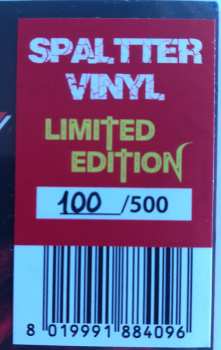 SPALTTER
VINYL
LIMITED
EDITION
100 /500
8 019991 884096